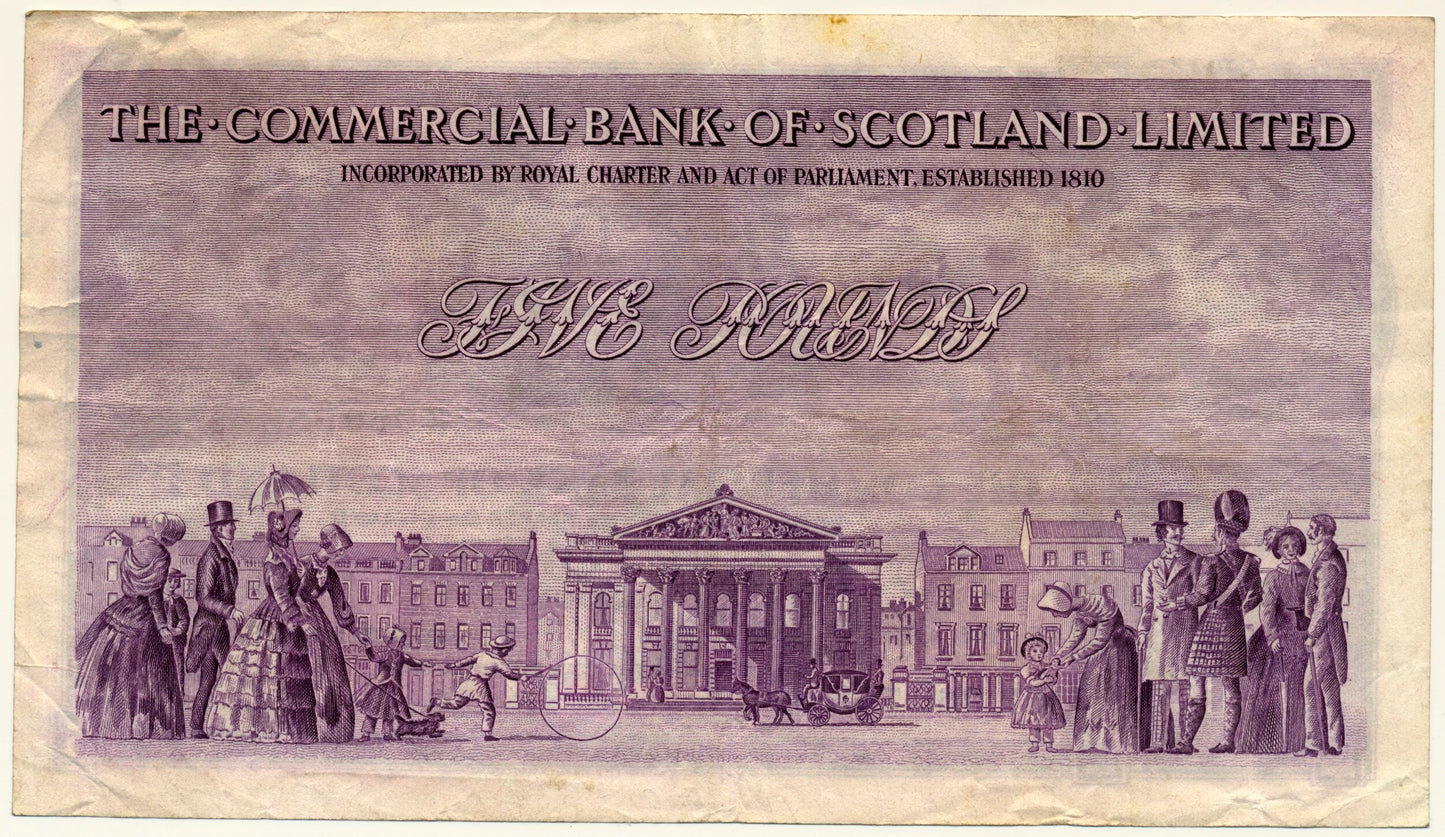 THE·COMMERCIAL·BANK·OF·SCOTLAND·LIMITED
INCORPORATED BY ROYAL CHARTER AND ACT OF PARLIAMENT. ESTABLISHED 1810
FIVE POUNDS